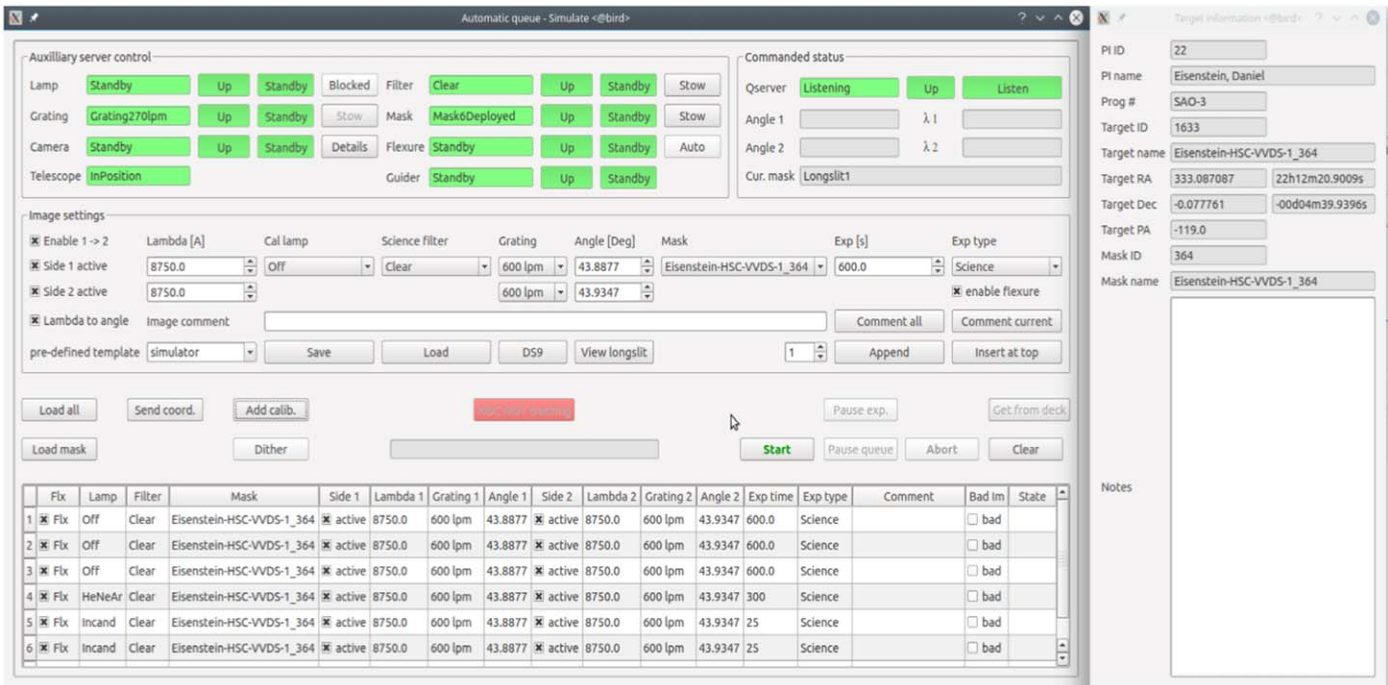 Automatic queue - Simulate <@bird>
Auxilliary server control
Lamp Standby Up Standby Blocked Filter Clear Up Standby Stow
Grating Grating270lpm Up Standby Stow Mask Mask6Deployed Up Standby Stow
Camera Standby Up Standby Details Flexure Standby Up Standby Auto
Telescope InPosition Guider Standby Up Standby
Commanded status
Qserver Listening Up Listen
Angle 1 λ 1
Angle 2 λ 2
Cur. mask Longslit1
Image settings
Enable 1 -> 2 Lambda [A] Cal lamp Science filter Grating Angle [Deg] Mask Exp [s] Exp type
Side 1 active 8750.0 Off Clear 600 lpm 43.8877 Eisenstein-HSC-VVDS-1_364 600.0 Science
Side 2 active 8750.0 600 lpm 43.9347 enable flexure
Lambda to angle Image comment Comment all Comment current
pre-defined template simulator Save Load DS9 View longslit 1 Append Insert at top
Load all Send coord. Add calib. Pause exp. Get from deck
Load mask Dither Start Pause queue Abort Clear
Flx Lamp Filter Mask Side 1 Lambda 1 Grating 1 Angle 1 Side 2 Lambda 2 Grating 2 Angle 2 Exp time Exp type Comment Bad Im State
1 Flx Off Clear Eisenstein-HSC-VVDS-1_364 active 8750.0 600 lpm 43.8877 active 8750.0 600 lpm 43.9347 600.0 Science bad
2 Flx Off Clear Eisenstein-HSC-VVDS-1_364 active 8750.0 600 lpm 43.8877 active 8750.0 600 lpm 43.9347 600.0 Science bad
3 Flx Off Clear Eisenstein-HSC-VVDS-1_364 active 8750.0 600 lpm 43.8877 active 8750.0 600 lpm 43.9347 600.0 Science bad
4 Flx HeNeAr Clear Eisenstein-HSC-VVDS-1_364 active 8750.0 600 lpm 43.8877 active 8750.0 600 lpm 43.9347 300 Science bad
5 Flx Incand Clear Eisenstein-HSC-VVDS-1_364 active 8750.0 600 lpm 43.8877 active 8750.0 600 lpm 43.9347 25 Science bad
6 Flx Incand Clear Eisenstein-HSC-VVDS-1_364 active 8750.0 600 lpm 43.8877 active 8750.0 600 lpm 43.9347 25 Science bad
Target information <@bird>
PI ID 22
PI name Eisenstein, Daniel
Prog # SAO-3
Target ID 1633
Target name Eisenstein-HSC-VVDS-1_364
Target RA 333.087087 22h12m20.9009s
Target Dec -0.077761 -00d04m39.9396s
Target PA -119.0
Mask ID 364
Mask name Eisenstein-HSC-VVDS-1_364
Notes